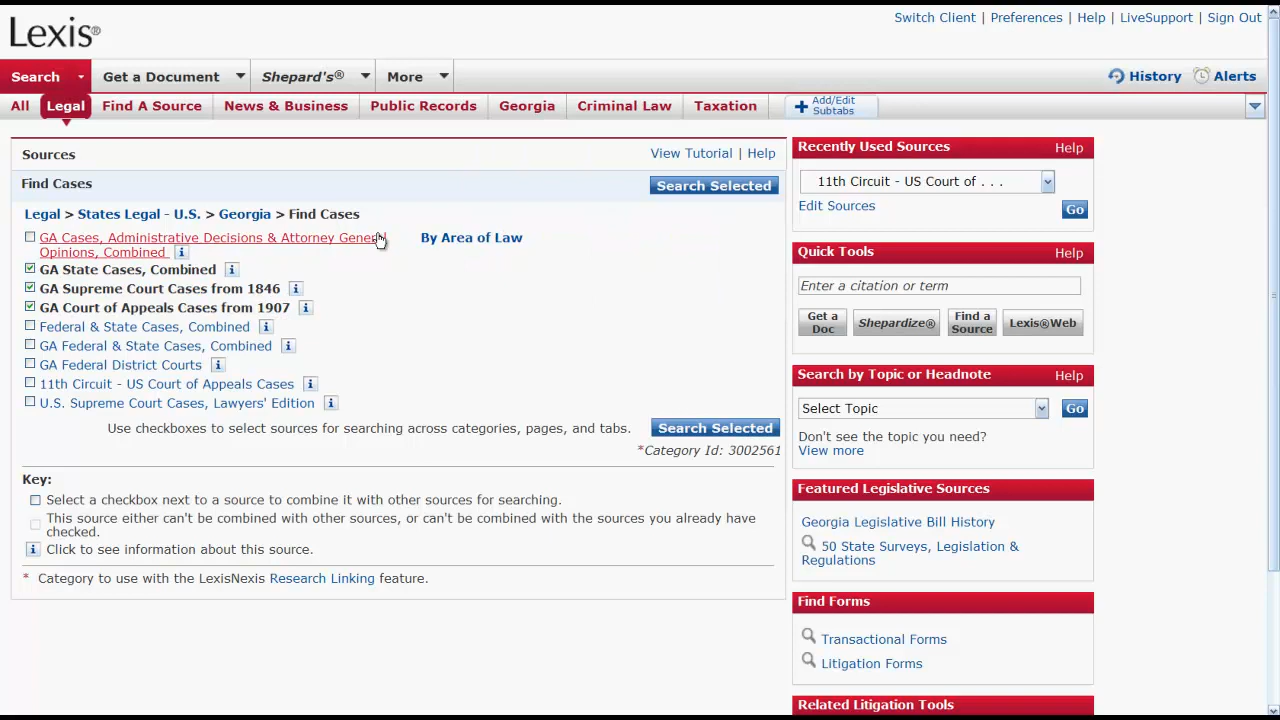 Lexis®
Switch Client | Preferences | Help | LiveSupport | Sign Out
Search Get a Document Shepard's® More History Alerts
All Legal Find A Source News & Business Public Records Georgia Criminal Law Taxation Add/Edit Subtabs
Sources View Tutorial | Help
Find Cases Search Selected
Legal > States Legal - U.S. > Georgia > Find Cases
GA Cases, Administrative Decisions & Attorney General
Opinions, Combined i
By Area of Law
GA State Cases, Combined i
GA Supreme Court Cases from 1846 i
GA Court of Appeals Cases from 1907 i
Federal & State Cases, Combined i
GA Federal & State Cases, Combined i
GA Federal District Courts i
11th Circuit - US Court of Appeals Cases i
U.S. Supreme Court Cases, Lawyers' Edition i
Use checkboxes to select sources for searching across categories, pages, and tabs. Search Selected
*Category Id: 3002561
Key:
Select a checkbox next to a source to combine it with other sources for searching.
This source either can't be combined with other sources, or can't be combined with the sources you already have
checked.
i Click to see information about this source.
* Category to use with the LexisNexis Research Linking feature.
Recently Used Sources Help
11th Circuit - US Court of . . .
Edit Sources Go
Quick Tools Help
Enter a citation or term
Get a Doc Shepardize® Find a Source Lexis®Web
Search by Topic or Headnote Help
Select Topic Go
Don't see the topic you need?
View more
Featured Legislative Sources
Georgia Legislative Bill History
50 State Surveys, Legislation &
Regulations
Find Forms
Transactional Forms
Litigation Forms
Related Litigation Tools